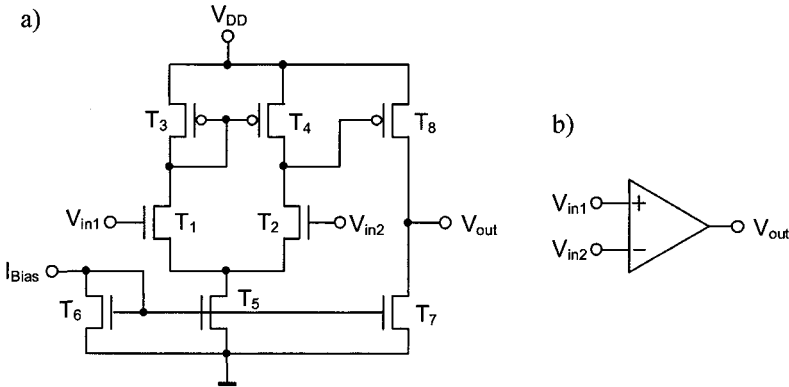 a)
V_DD
T_3
T_4
T_8
b)
V_in1
T_1
T_2
V_in2
V_out
V_in1
+
V_in2
−
V_out
I_Bias
T_6
T_5
T_7